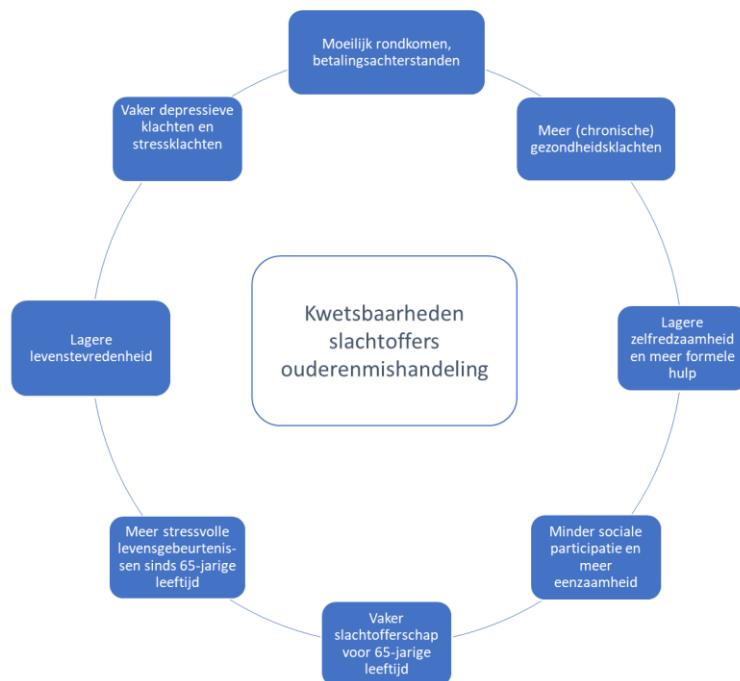 Moeilijk rondkomen,
betalingsachterstanden
Meer (chronische)
gezondheidsklachten
Lagere
zelfredzaamheid
en meer formele
hulp
Minder sociale
participatie en
meer
eenzaamheid
Vaker
slachtofferschap
voor 65-jarige
leeftijd
Meer stressvolle
levensgebeurtenis-
sen sinds 65-jarige
leeftijd
Lagere
levenstevredenheid
Vaker depressieve
klachten en
stressklachten
Kwetsbaarheden
slachtoffers
ouderenmishandeling